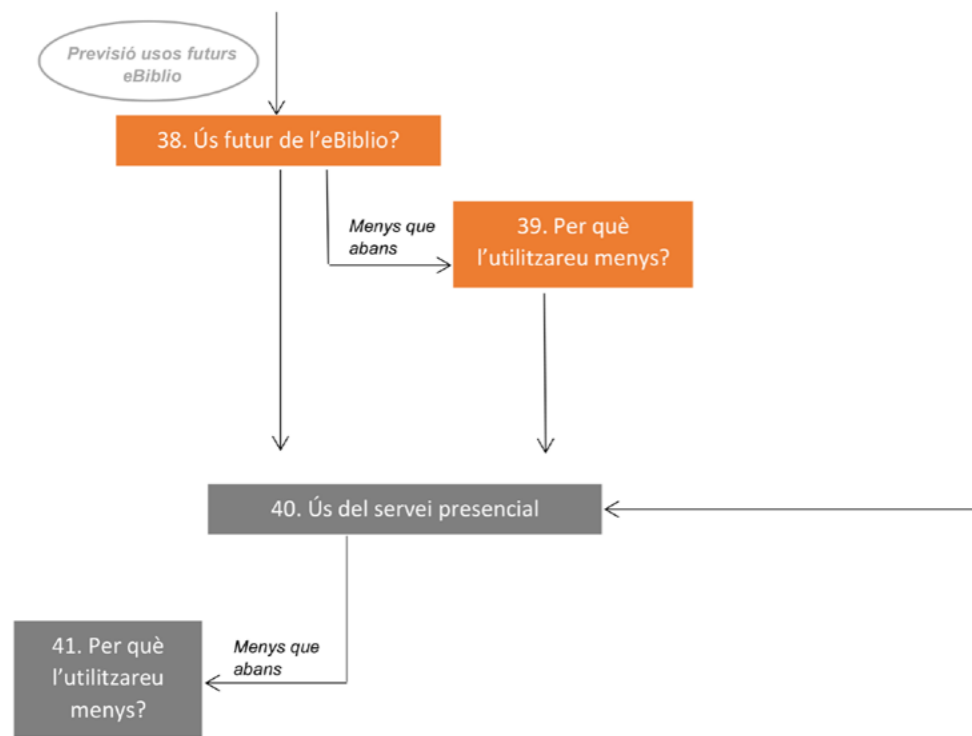 Previsió usos futurs
eBiblio
38. Ús futur de l'eBiblio?
Menys que
abans
39. Per què
l'utilitzareu menys?
40. Ús del servei presencial
41. Per què
l'utilitzareu
menys?
Menys que
abans